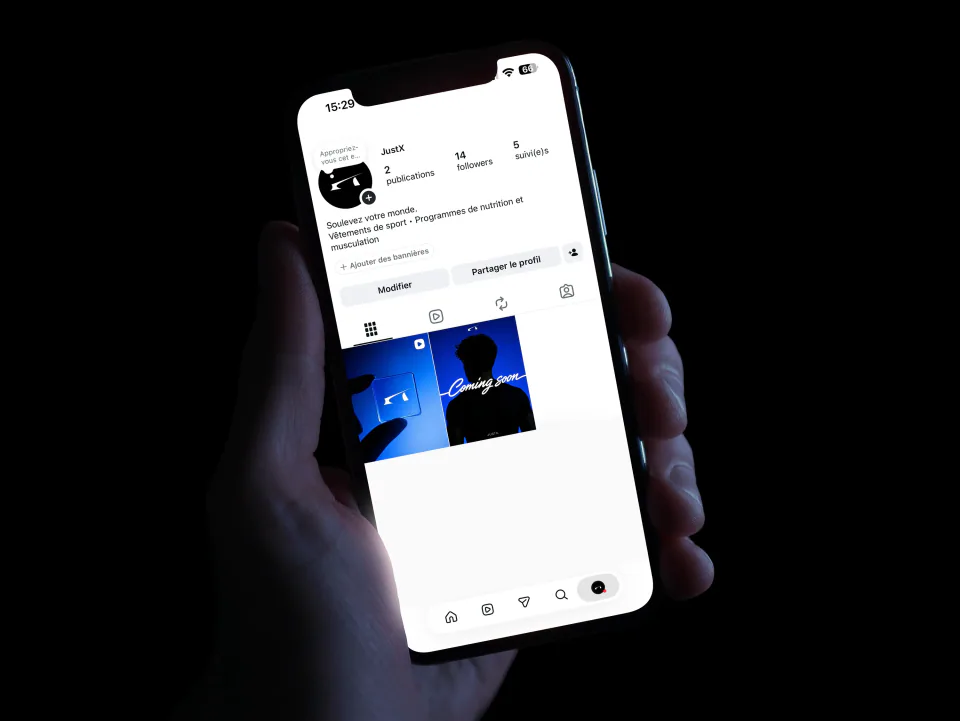 15:29
66
Appropriez-
vous cet e...
JustX
2
publications
14
followers
5
suivi(e)s
Soulevez votre monde.
Vêtements de sport • Programmes de nutrition et
musculation
+ Ajouter des bannières
Modifier
Partager le profil
Coming soon